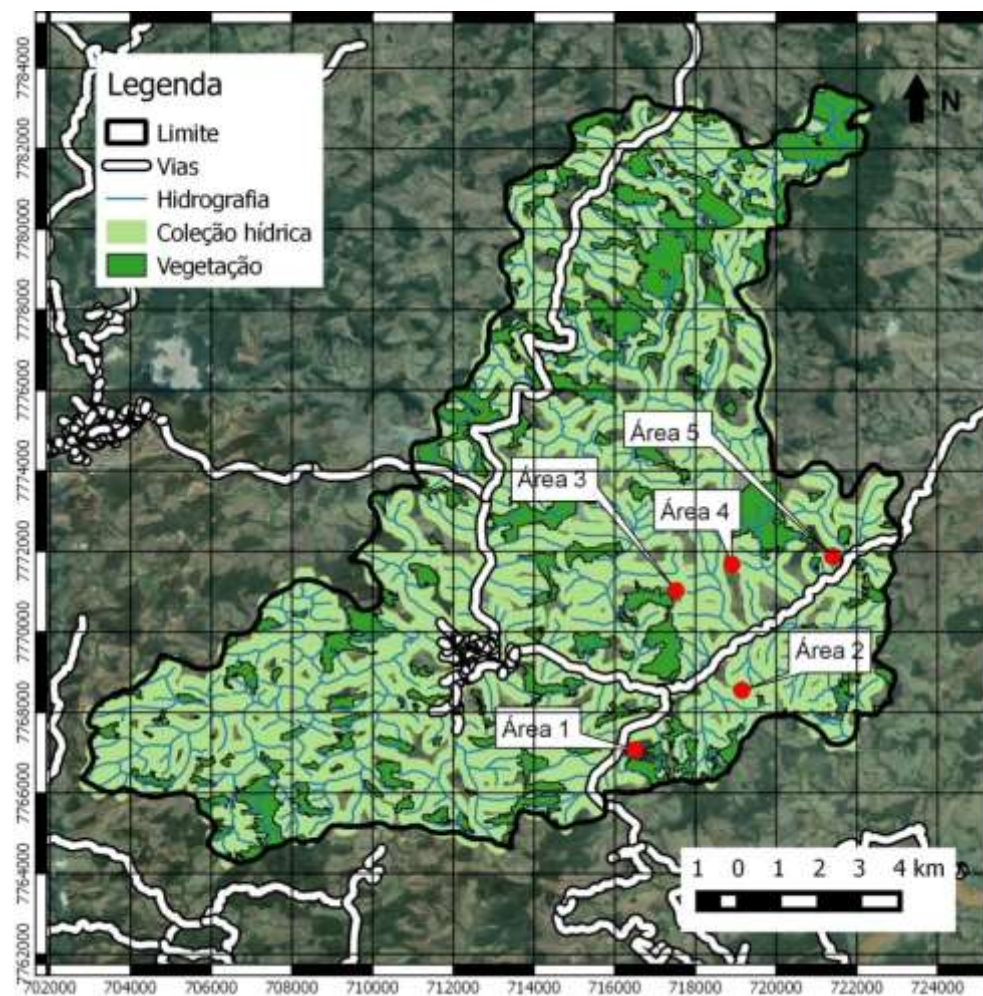 Legenda
Limite
Vias
Hidrografia
Coleção hídrica
Vegetação
N
Área 5
Área 3
Área 4
Área 2
Área 1
1 0 1 2 3 4 km
7784000
7782000
7780000
7778000
7776000
7774000
7772000
7770000
7768000
7766000
7764000
7762000
702000 704000 706000 708000 710000 712000 714000 716000 718000 720000 722000 724000